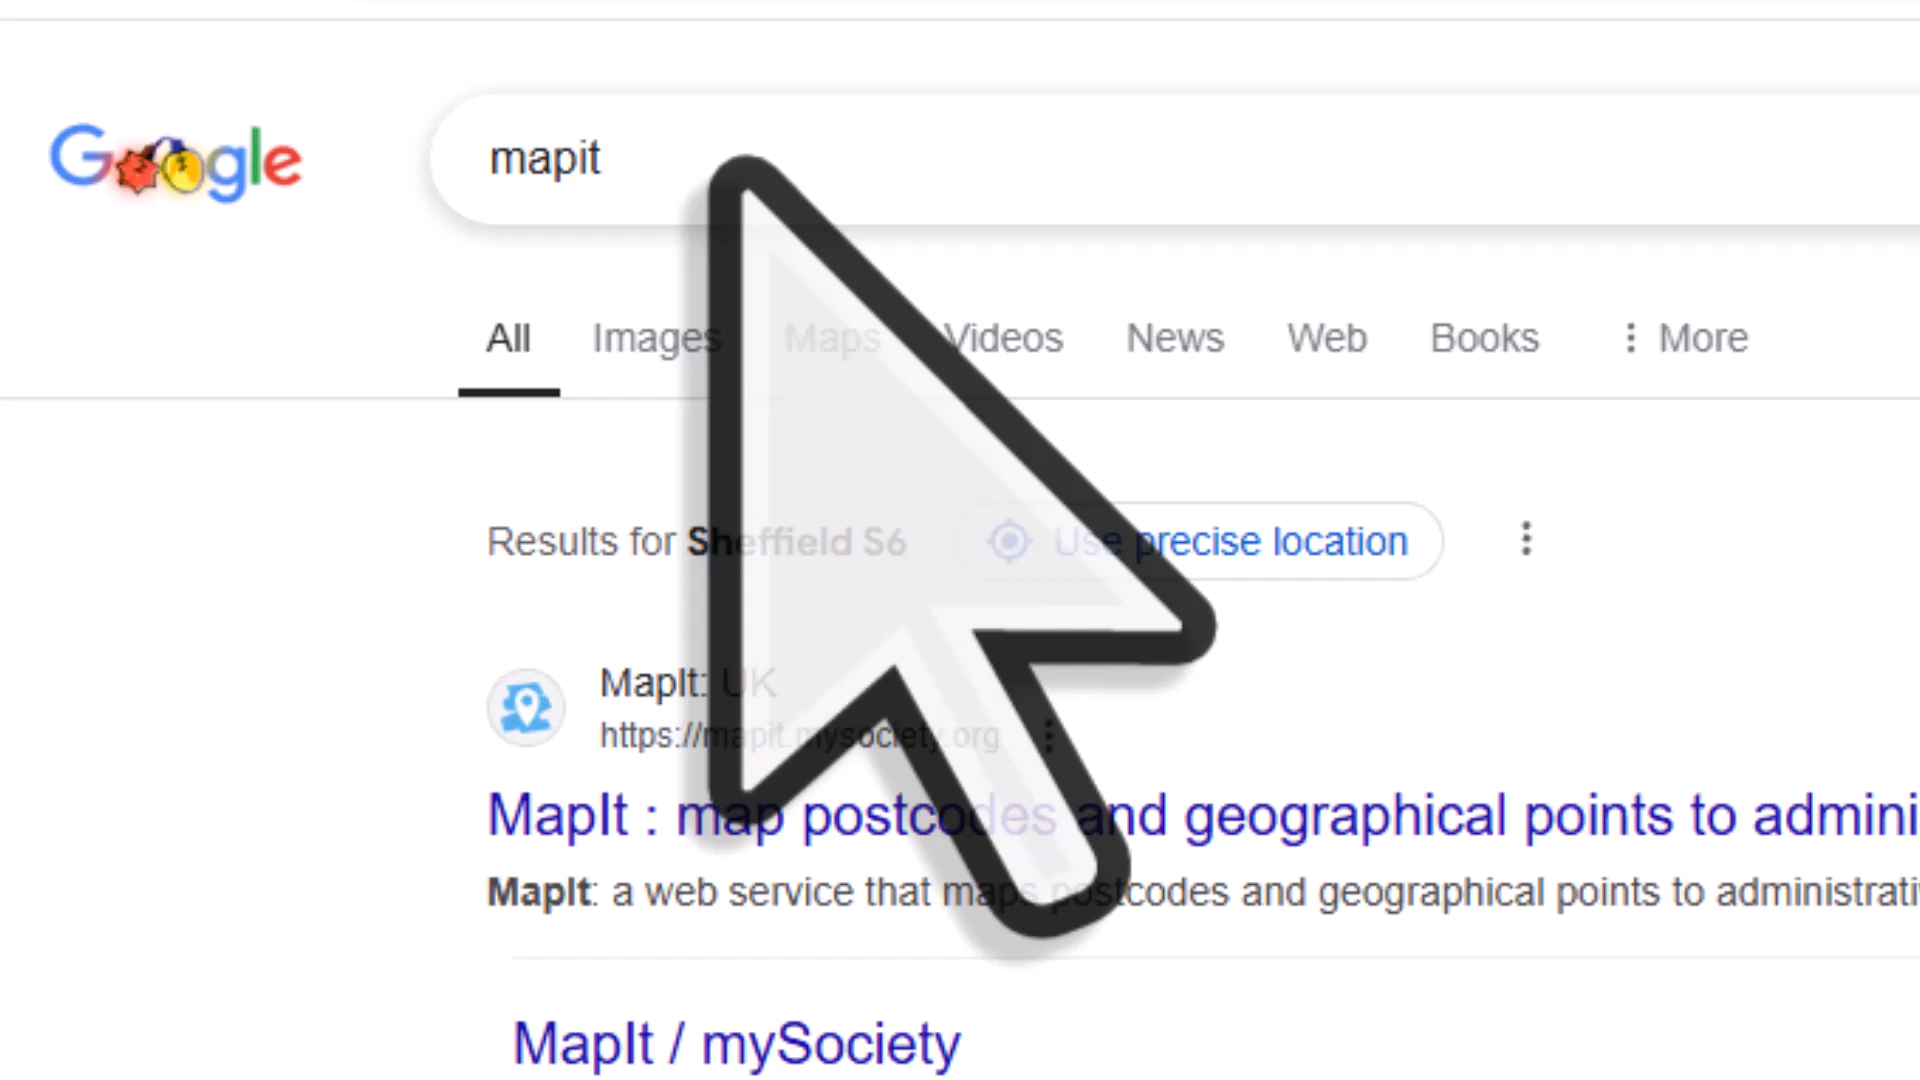 Google
mapit
All Images Maps Videos News Web Books More
Results for Sheffield S6 Use precise location
MapIt: UK
https://mapit.mysociety.org
MapIt : map postcodes and geographical points to admini
MapIt: a web service that maps postcodes and geographical points to administrati
MapIt / mySociety